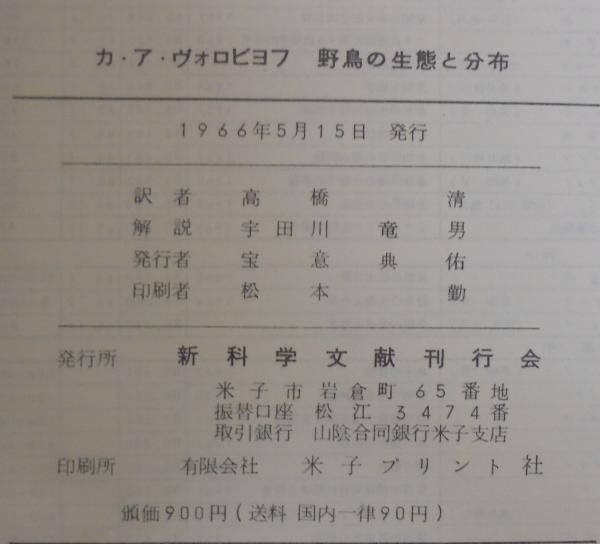 カ・ア・ヴォロビヨフ 野鳥の生態と分布
1966年5月15日 発行
訳者 高橋 清
解説 宇田川 竜男
発行者 宝意 典佑
印刷者 松本 勤
発行所 新科学文献刊行会
米子市岩倉町65番地
振替口座 松江 3474番
取引銀行 山陰合同銀行米子支店
印刷所 有限会社 米子プリント社
頒価900円(送料 国内一律90円)